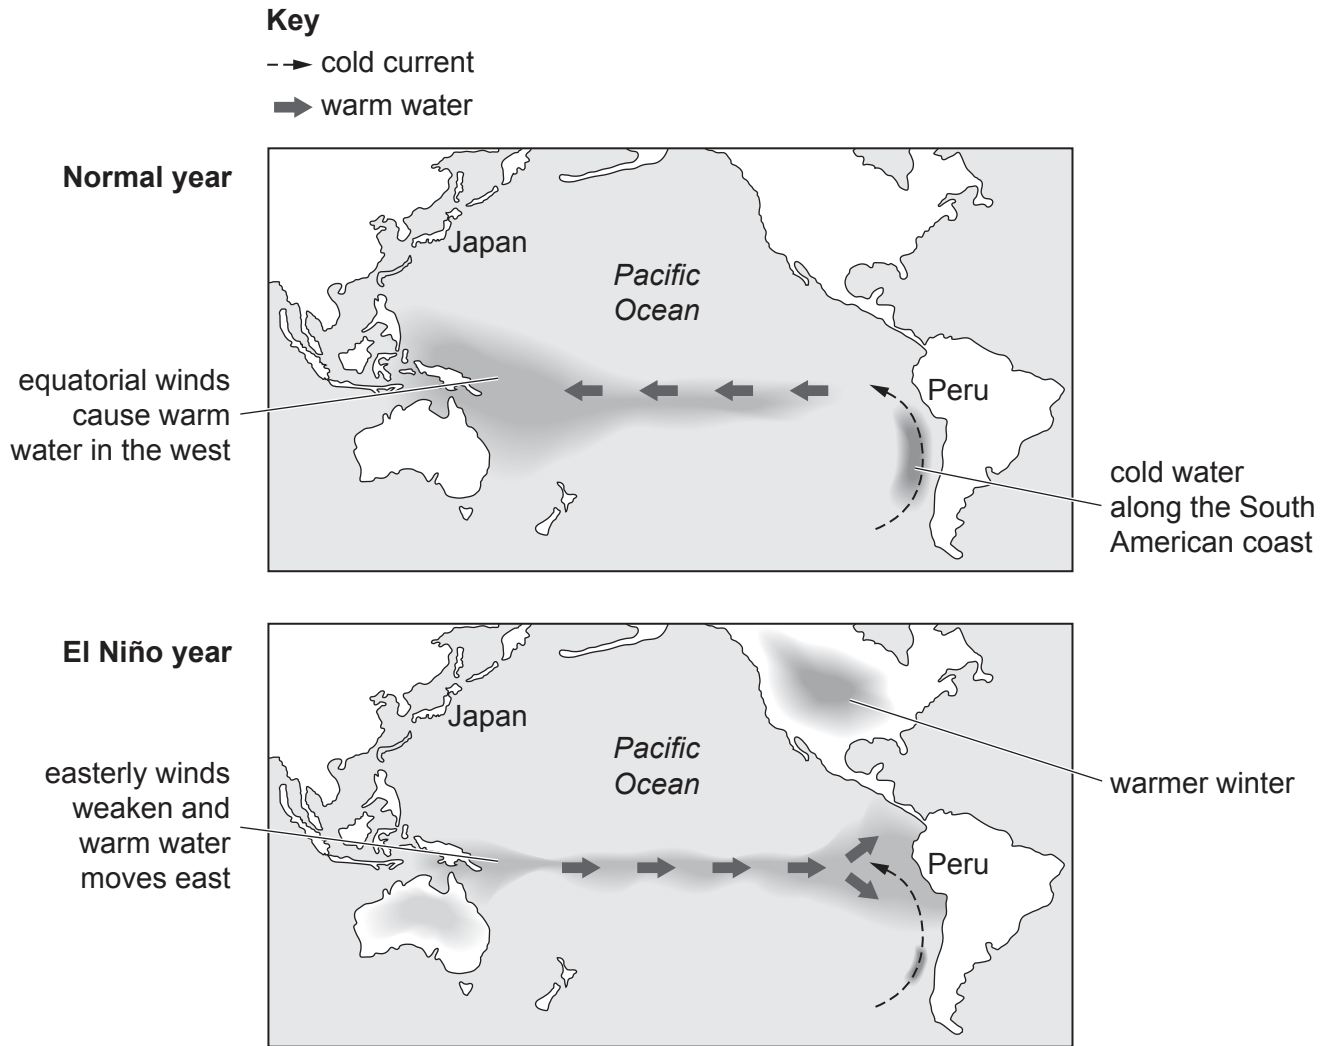 Key
cold current
warm water
Normal year
Japan
Pacific
Ocean
equatorial winds
cause warm
water in the west
Peru
cold water
along the South
American coast
El Niño year
Japan
Pacific
Ocean
easterly winds
weaken and
warm water
moves east
warmer winter
Peru